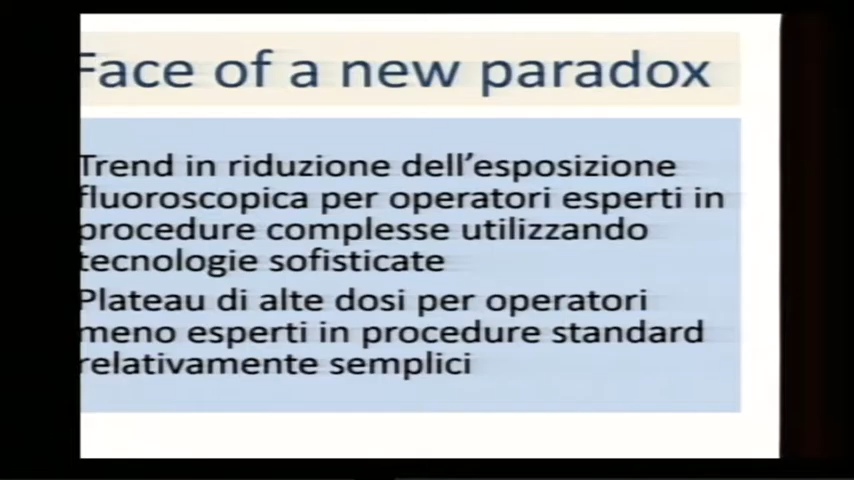 Face of a new paradox
Trend in riduzione dell'esposizione
fluoroscopica per operatori esperti in
procedure complesse utilizzando
tecnologie sofisticate
Plateau di alte dosi per operatori
meno esperti in procedure standard
relativamente semplici